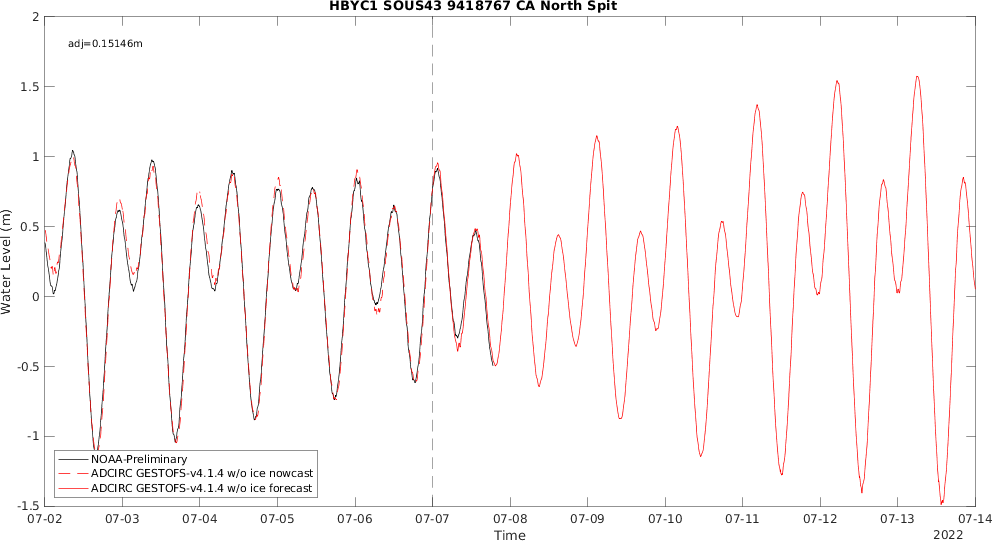 HBYC1 SOUS43 9418767 CA North Spit
adj=0.15146m
Water Level (m)
2
1.5
1
0.5
0
-0.5
-1
-1.5
NOAA-Preliminary
ADCIRC GESTOFS-v4.1.4 w/o ice nowcast
ADCIRC GESTOFS-v4.1.4 w/o ice forecast
07-02 07-03 07-04 07-05 07-06 07-07 07-08 07-09 07-10 07-11 07-12 07-13 07-14
Time
2022